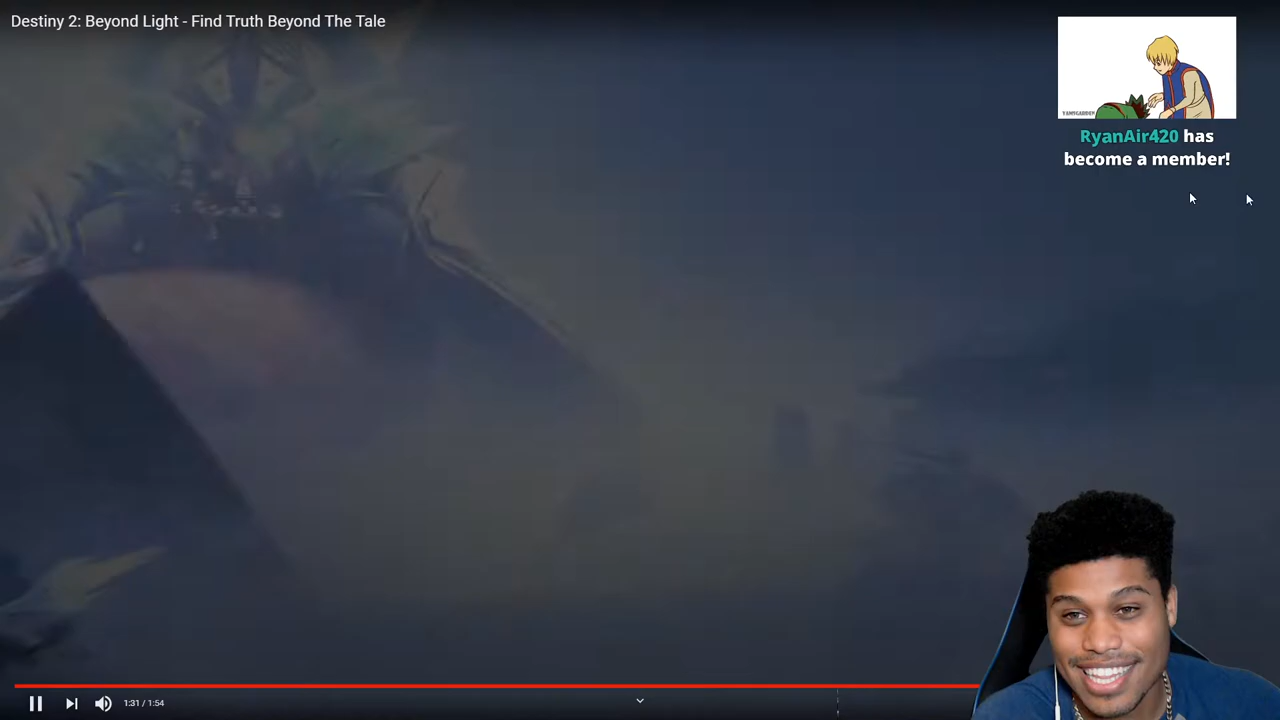 Destiny 2: Beyond Light - Find Truth Beyond The Tale
RyanAir420 has
become a member!
1:31 / 1:54